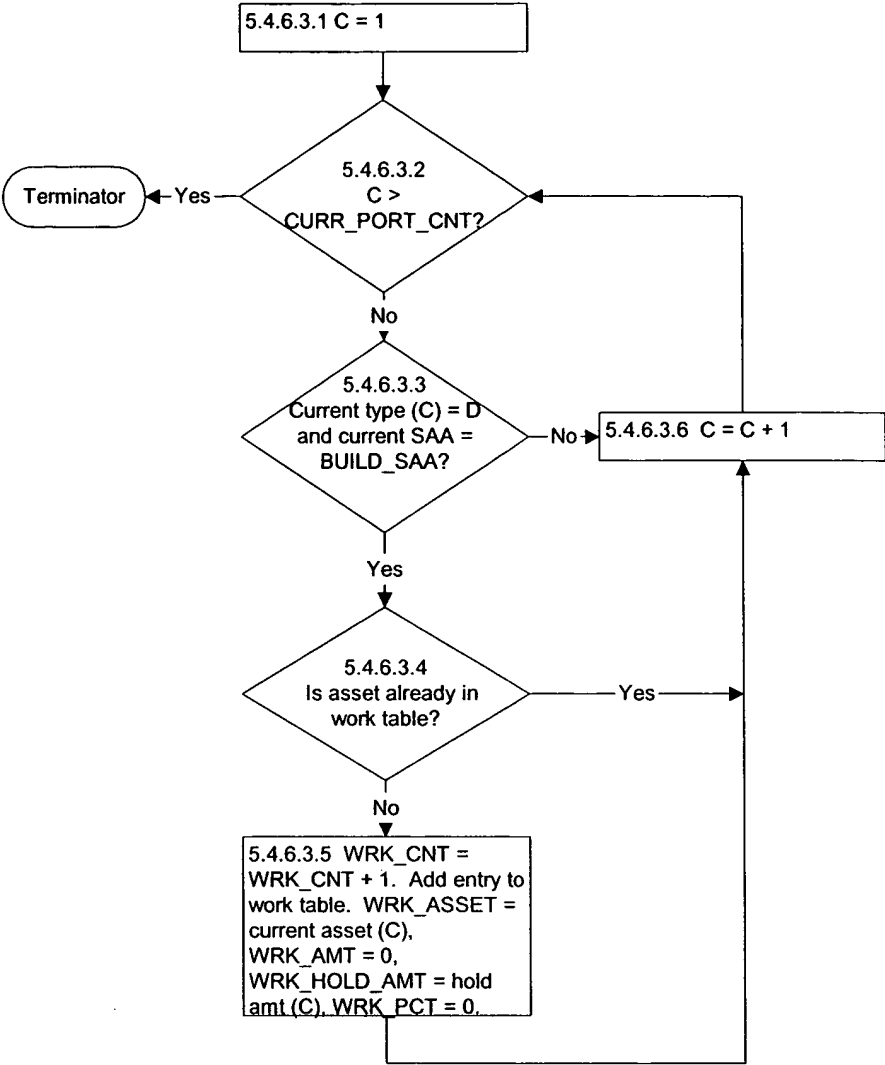 5.4.6.3.1 C = 1
5.4.6.3.2
C >
CURR_PORT_CNT?
Terminator
Yes
No
5.4.6.3.3
Current type (C) = D
and current SAA =
BUILD_SAA?
No
5.4.6.3.6 C = C + 1
Yes
5.4.6.3.4
Is asset already in
work table?
Yes
No
5.4.6.3.5 WRK_CNT =
WRK_CNT + 1. Add entry to
work table. WRK_ASSET =
current asset (C),
WRK_AMT = 0,
WRK_HOLD_AMT = hold
amt (C), WRK_PCT = 0,